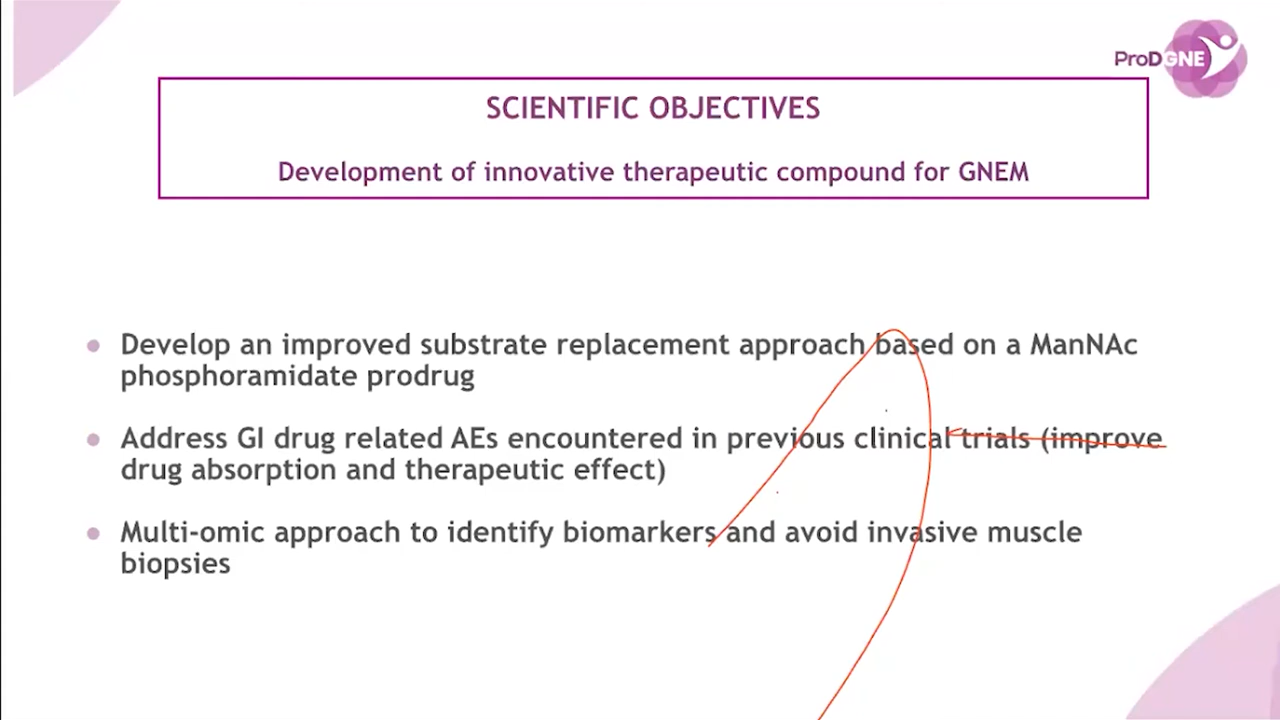 ProDGNE
SCIENTIFIC OBJECTIVES
Development of innovative therapeutic compound for GNEM
Develop an improved substrate replacement approach based on a ManNAc
phosphoramidate prodrug
Address GI drug related AEs encountered in previous clinical trials (improve
drug absorption and therapeutic effect)
Multi-omic approach to identify biomarkers and avoid invasive muscle
biopsies